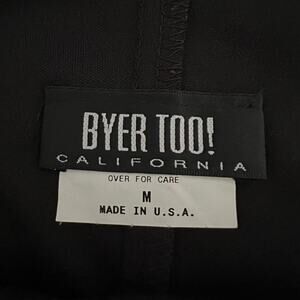 BYER TOO!
CALIFORNIA
OVER FOR CARE
M
MADE IN U.S.A.